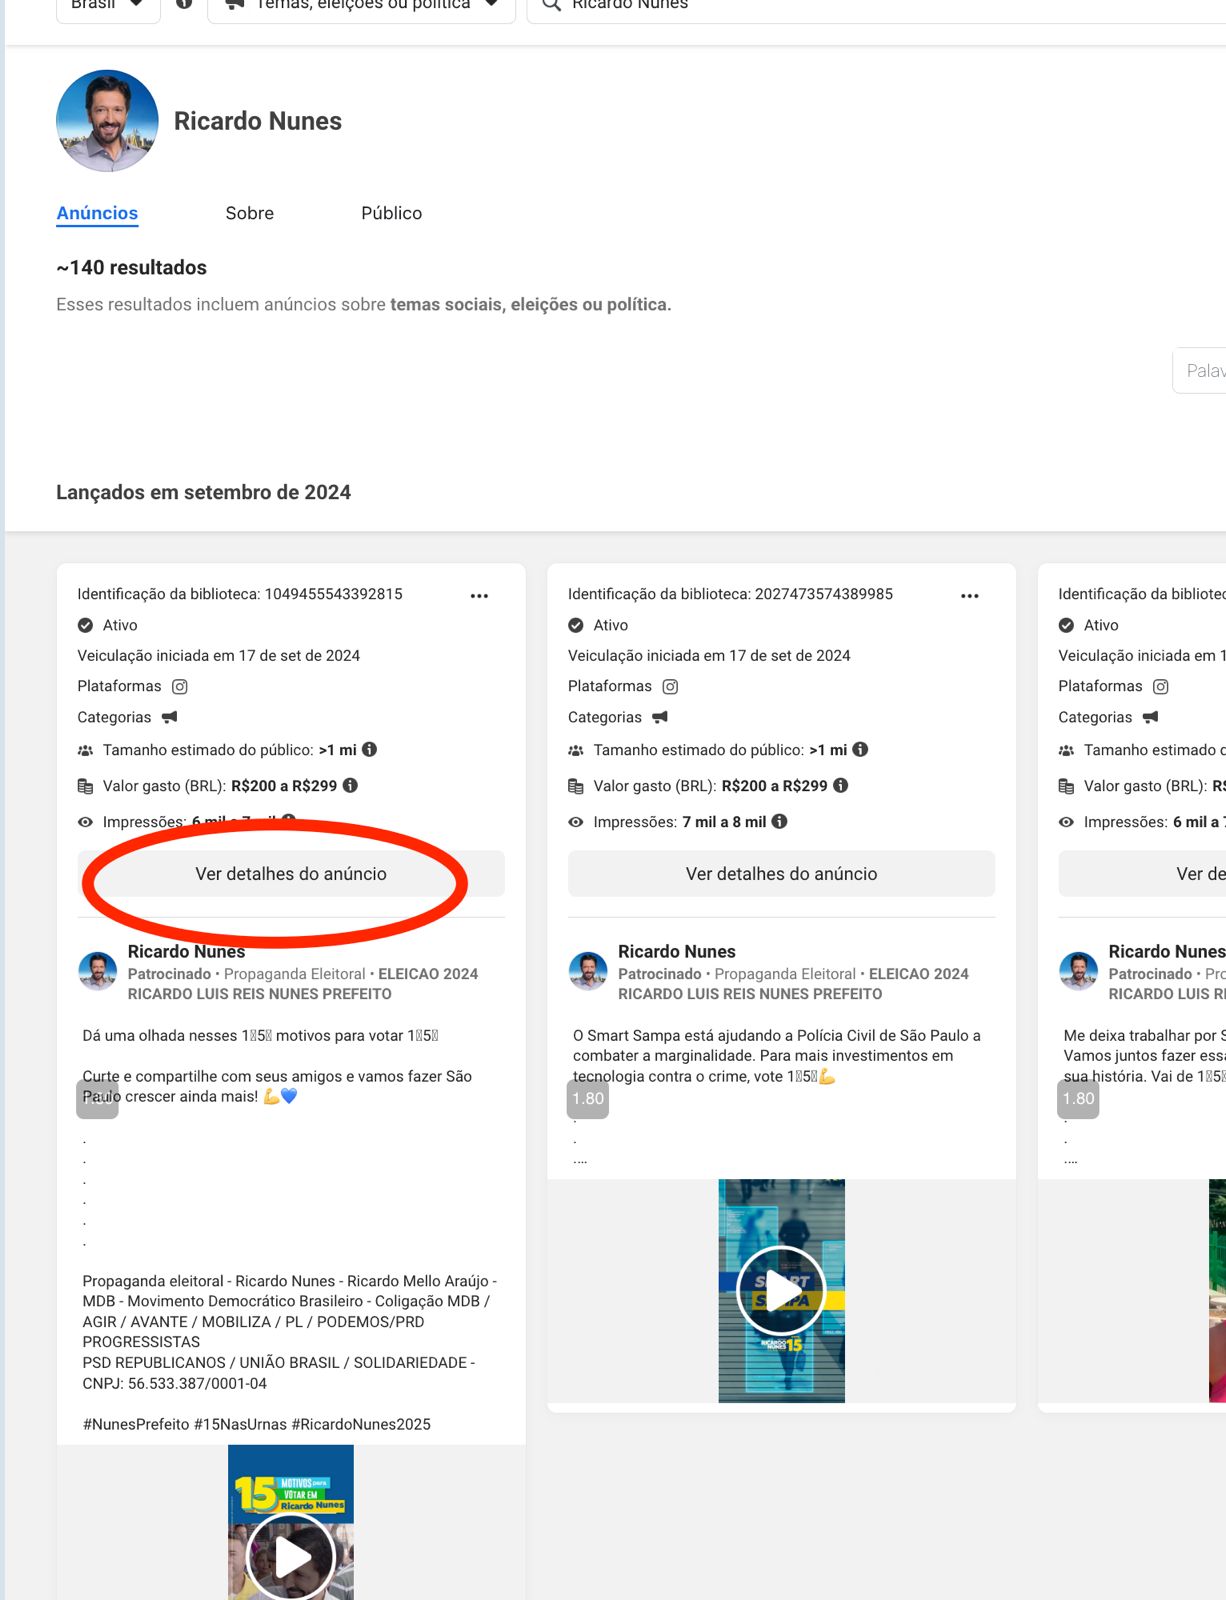 Brasil
Temas, eleições ou política
Ricardo Nunes
Ricardo Nunes
Anúncios
Sobre
Público
~140 resultados
Esses resultados incluem anúncios sobre temas sociais, eleições ou política.
Palav
Lançados em setembro de 2024
Identificação da biblioteca: 1049455543392815
Ativo
Veiculação iniciada em 17 de set de 2024
Plataformas
Categorias
Tamanho estimado do público: >1 mi
Valor gasto (BRL): R$200 a R$299
Impressões: 6 mil a 7 mil
Ver detalhes do anúncio
Ricardo Nunes
Patrocinado • Propaganda Eleitoral • ELEICAO 2024
RICARDO LUIS REIS NUNES PREFEITO
Dá uma olhada nesses 1▯5▯ motivos para votar 1▯5▯
Curte e compartilhe com seus amigos e vamos fazer São
Paulo crescer ainda mais! 💪💙
.
.
.
.
.
.
Propaganda eleitoral - Ricardo Nunes - Ricardo Mello Araújo -
MDB - Movimento Democrático Brasileiro - Coligação MDB /
AGIR / AVANTE / MOBILIZA / PL / PODEMOS/PRD
PROGRESSISTAS
PSD REPUBLICANOS / UNIÃO BRASIL / SOLIDARIEDADE -
CNPJ: 56.533.387/0001-04
#NunesPrefeito #15NasUrnas #RicardoNunes2025
15 MOTIVOS para
VOTAR EM
Ricardo Nunes
Identificação da biblioteca: 2027473574389985
Ativo
Veiculação iniciada em 17 de set de 2024
Plataformas
Categorias
Tamanho estimado do público: >1 mi
Valor gasto (BRL): R$200 a R$299
Impressões: 7 mil a 8 mil
Ver detalhes do anúncio
Ricardo Nunes
Patrocinado • Propaganda Eleitoral • ELEICAO 2024
RICARDO LUIS REIS NUNES PREFEITO
O Smart Sampa está ajudando a Polícia Civil de São Paulo a
combater a marginalidade. Para mais investimentos em
tecnologia contra o crime, vote 1▯5▯💪
1.80
.
.
....
SMART
SAMPA
RICARDO
NUNES 15
Identificação da bibliotec
Ativo
Veiculação iniciada em 1
Plataformas
Categorias
Tamanho estimado d
Valor gasto (BRL): R$
Impressões: 6 mil a 7
Ver de
Ricardo Nunes
Patrocinado • Pro
RICARDO LUIS RE
Me deixa trabalhar por S
Vamos juntos fazer essa
sua história. Vai de 1▯5▯
1.80
.
.
....